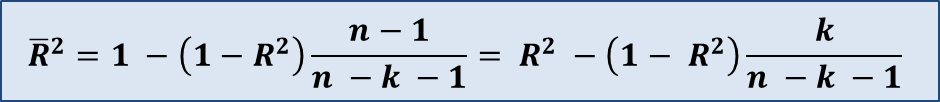 R̅² = 1 − (1 − R²) (n − 1)/(n − k − 1) = R² − (1 − R²) k/(n − k − 1)